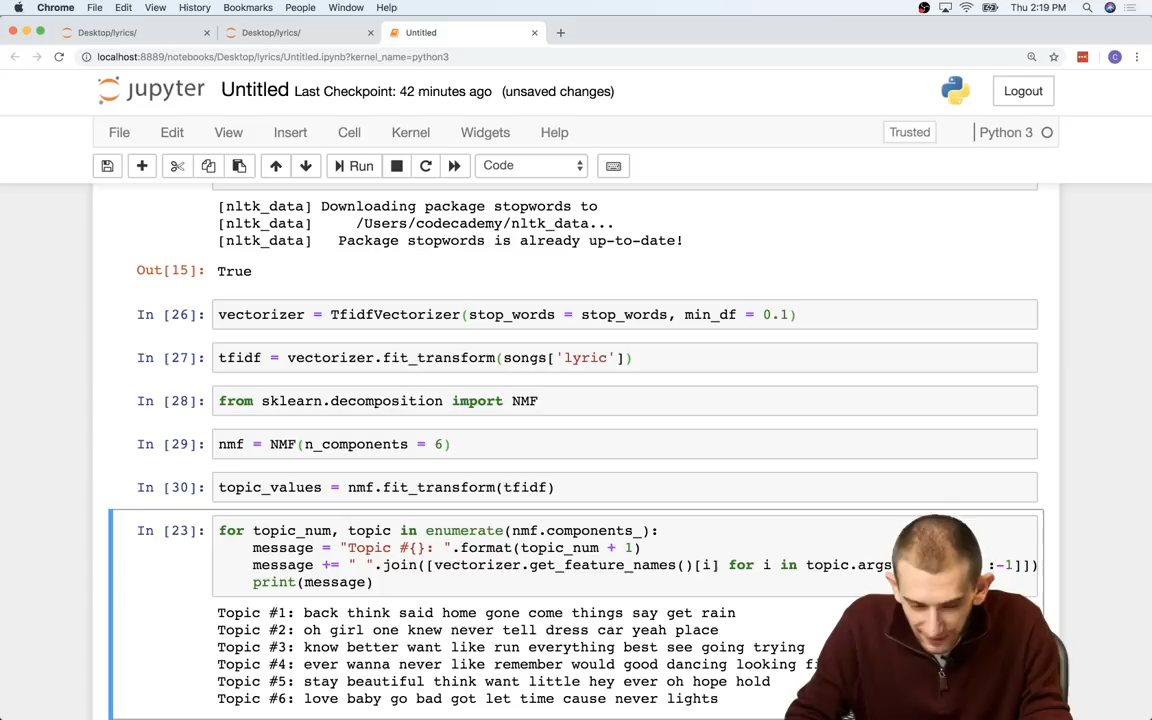 Chrome File Edit View History Bookmarks People Window Help Thu 2:19 PM
Desktop/lyrics/ Desktop/lyrics/ Untitled
localhost:8889/notebooks/Desktop/lyrics/Untitled.ipynb?kernel_name=python3 C
jupyter Untitled Last Checkpoint: 42 minutes ago (unsaved changes) Logout
File Edit View Insert Cell Kernel Widgets Help Trusted Python 3
Run Code
[nltk_data] Downloading package stopwords to
[nltk_data] /Users/codecademy/nltk_data...
[nltk_data] Package stopwords is already up-to-date!
Out[15]: True
In [26]: vectorizer = TfidfVectorizer(stop_words = stop_words, min_df = 0.1)
In [27]: tfidf = vectorizer.fit_transform(songs['lyric'])
In [28]: from sklearn.decomposition import NMF
In [29]: nmf = NMF(n_components = 6)
In [30]: topic_values = nmf.fit_transform(tfidf)
In [23]: for topic_num, topic in enumerate(nmf.components_):
message = "Topic #{}: ".format(topic_num + 1)
message += " ".join([vectorizer.get_feature_names()[i] for i in topic.args :-1]])
print(message)
Topic #1: back think said home gone come things say get rain
Topic #2: oh girl one knew never tell dress car yeah place
Topic #3: know better want like run everything best see going trying
Topic #4: ever wanna never like remember would good dancing looking
Topic #5: stay beautiful think want little hey ever oh hope hold
Topic #6: love baby go bad got let time cause never lights